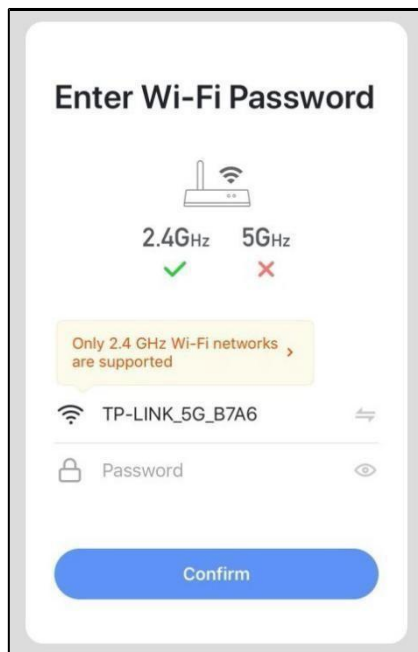 Enter Wi-Fi Password
2.4GHz 5GHz
Only 2.4 GHz Wi-Fi networks
are supported
TP-LINK_5G_B7A6
Password
Confirm